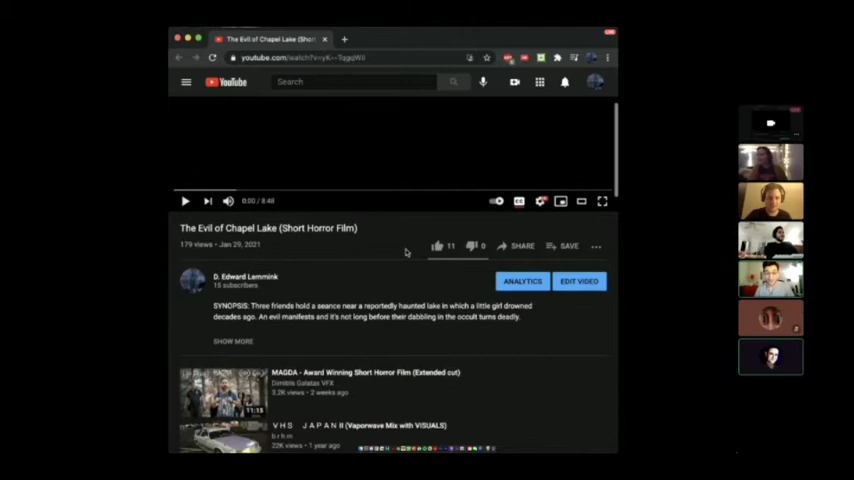 The Evil of Chapel Lake (Short
youtube.com/watch?v=
YouTube
Search
0:00 / 8:48
The Evil of Chapel Lake (Short Horror Film)
179 views • Jan 29, 2021
11
0
SHARE
SAVE
D. Edward Lemmink
15 subscribers
ANALYTICS
EDIT VIDEO
SYNOPSIS: Three friends hold a seance near a reportedly haunted lake in which a little girl drowned
decades ago. An evil manifests and it's not long before their dabbling in the occult turns deadly.
SHOW MORE
MAGDA - Award Winning Short Horror Film (Extended cut)
Dimitris Galatas VFX
3.2K views • 2 weeks ago
11:15
V H S J A P A N II (Vaporwave Mix with VISUALS)
b r h m
22K views • 1 year ago